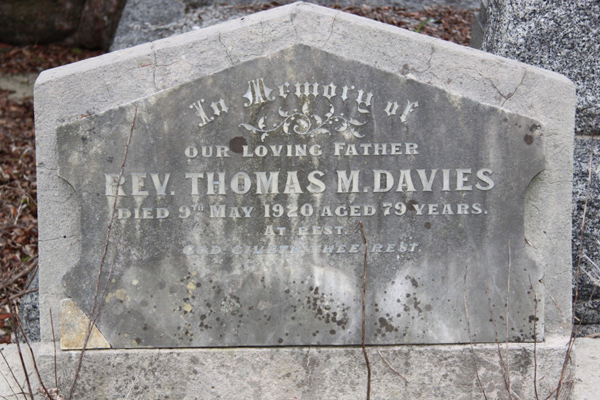 In Memory of
OUR LOVING FATHER
REV. THOMAS M. DAVIES
DIED 9TH MAY 1920 AGED 79 YEARS.
AT REST.
GOD GIVETH THEE REST.